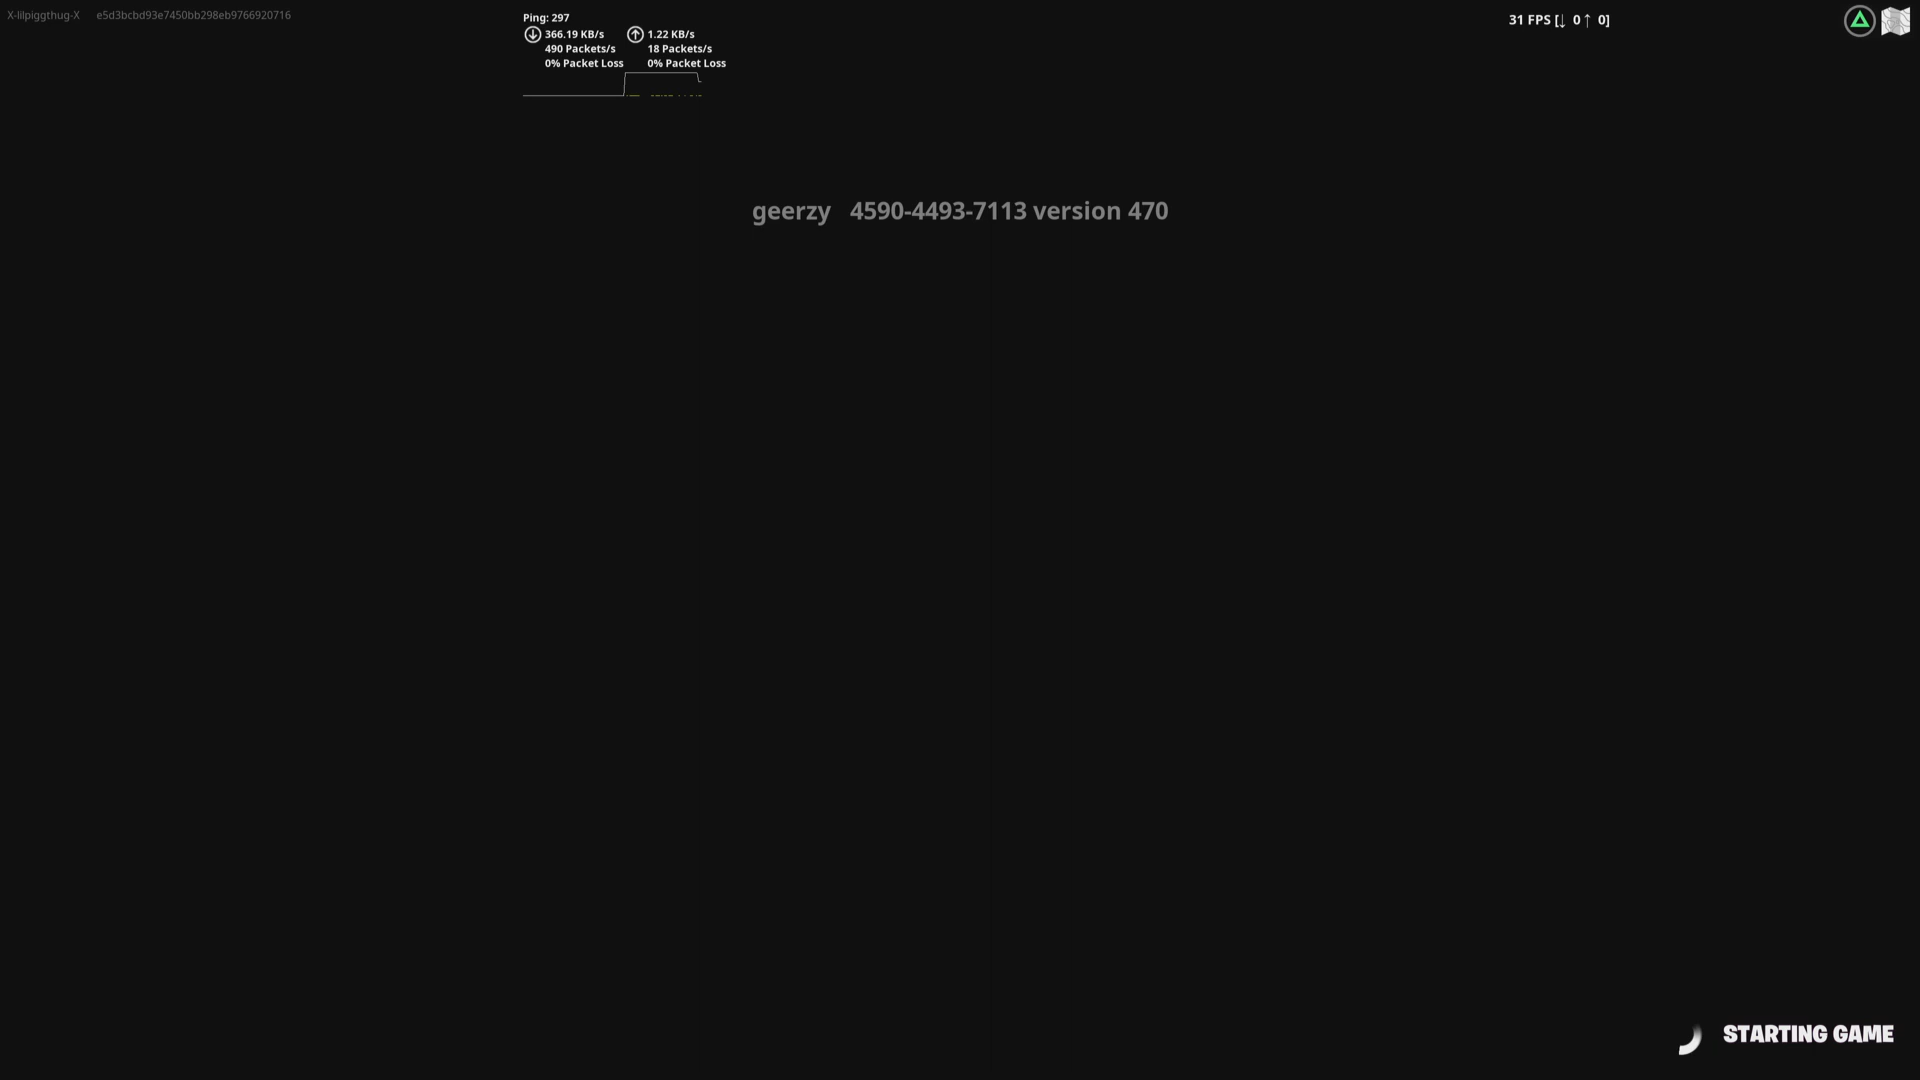 X-lilpiggthug-X e5d3bcbd93e7450bb298eb9766920716
Ping: 297
366.19 KB/s 1.22 KB/s
490 Packets/s 18 Packets/s
0% Packet Loss 0% Packet Loss
31 FPS [↓ 0 ↑ 0]
geerzy 4590-4493-7113 version 470
STARTING GAME